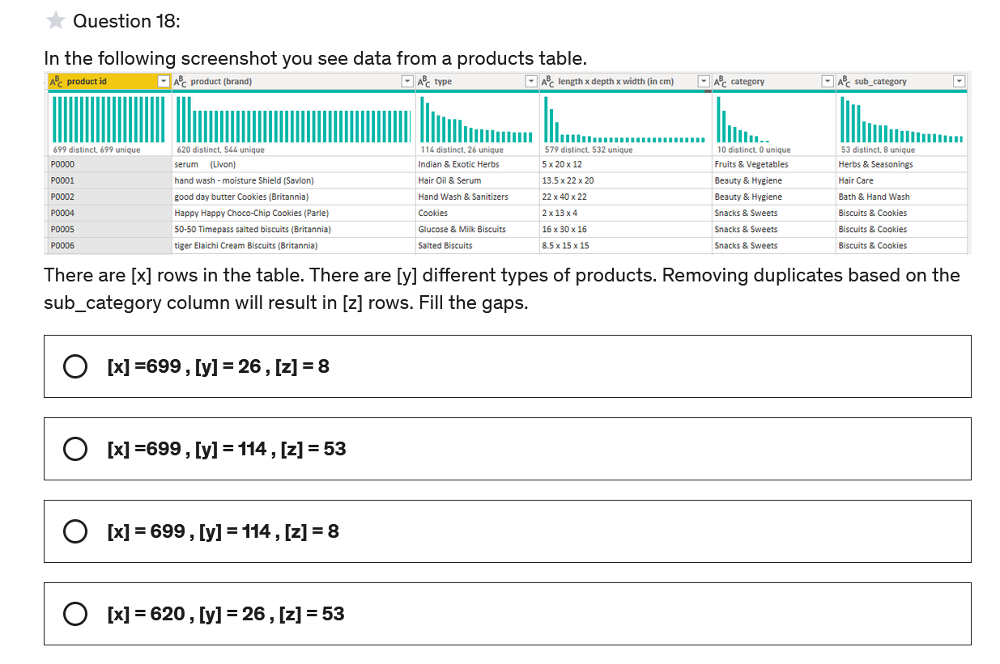 Question 18:
In the following screenshot you see data from a products table.
ABC product id ABC product (brand) ABC type ABC length x depth x width (in cm) ABC category ABC sub_category
699 distinct, 699 unique 620 distinct, 544 unique 114 distinct, 26 unique 579 distinct, 532 unique 10 distinct, 0 unique 53 distinct, 8 unique
P0000 serum (Livon) Indian & Exotic Herbs 5 x 20 x 12 Fruits & Vegetables Herbs & Seasonings
P0001 hand wash - moisture Shield (Savlon) Hair Oil & Serum 13.5 x 22 x 20 Beauty & Hygiene Hair Care
P0002 good day butter Cookies (Britannia) Hand Wash & Sanitizers 22 x 40 x 22 Beauty & Hygiene Bath & Hand Wash
P0004 Happy Happy Choco-Chip Cookies (Parle) Cookies 2 x 13 x 4 Snacks & Sweets Biscuits & Cookies
P0005 50-50 Timepass salted biscuits (Britannia) Glucose & Milk Biscuits 16 x 30 x 16 Snacks & Sweets Biscuits & Cookies
P0006 tiger Elaichi Cream Biscuits (Britannia) Salted Biscuits 8.5 x 15 x 15 Snacks & Sweets Biscuits & Cookies
There are [x] rows in the table. There are [y] different types of products. Removing duplicates based on the
sub_category column will result in [z] rows. Fill the gaps.
[x] =699 , [y] = 26 , [z] = 8
[x] =699 , [y] = 114 , [z] = 53
[x] = 699 , [y] = 114 , [z] = 8
[x] = 620 , [y] = 26 , [z] = 53